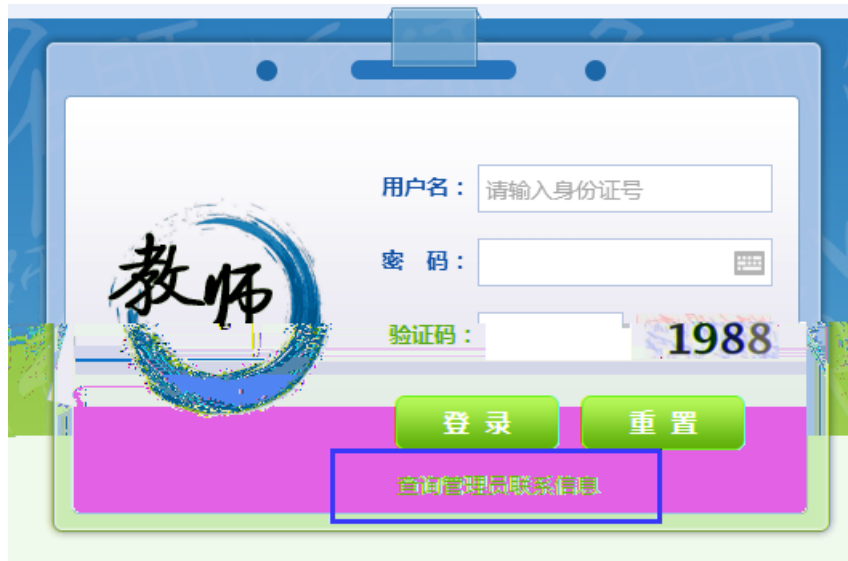 教师
用户名：请输入身份证号
密 码：
验证码：1988
登 录 重 置
查询管理员联系信息